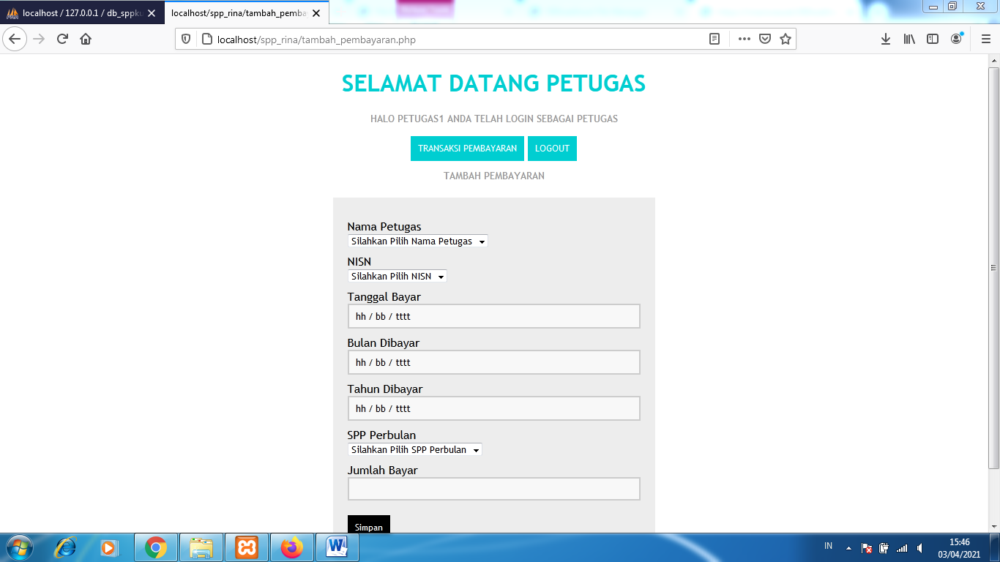 localhost / 127.0.0.1 / db_sppku
localhost/spp_rina/tambah_pemba
localhost/spp_rina/tambah_pembayaran.php
SELAMAT DATANG PETUGAS
HALO PETUGAS1 ANDA TELAH LOGIN SEBAGAI PETUGAS
TRANSAKSI PEMBAYARAN LOGOUT
TAMBAH PEMBAYARAN
Nama Petugas
Silahkan Pilih Nama Petugas
NISN
Silahkan Pilih NISN
Tanggal Bayar
hh / bb / tttt
Bulan Dibayar
hh / bb / tttt
Tahun Dibayar
hh / bb / tttt
SPP Perbulan
Silahkan Pilih SPP Perbulan
Jumlah Bayar
Simpan
IN
15:46
03/04/2021